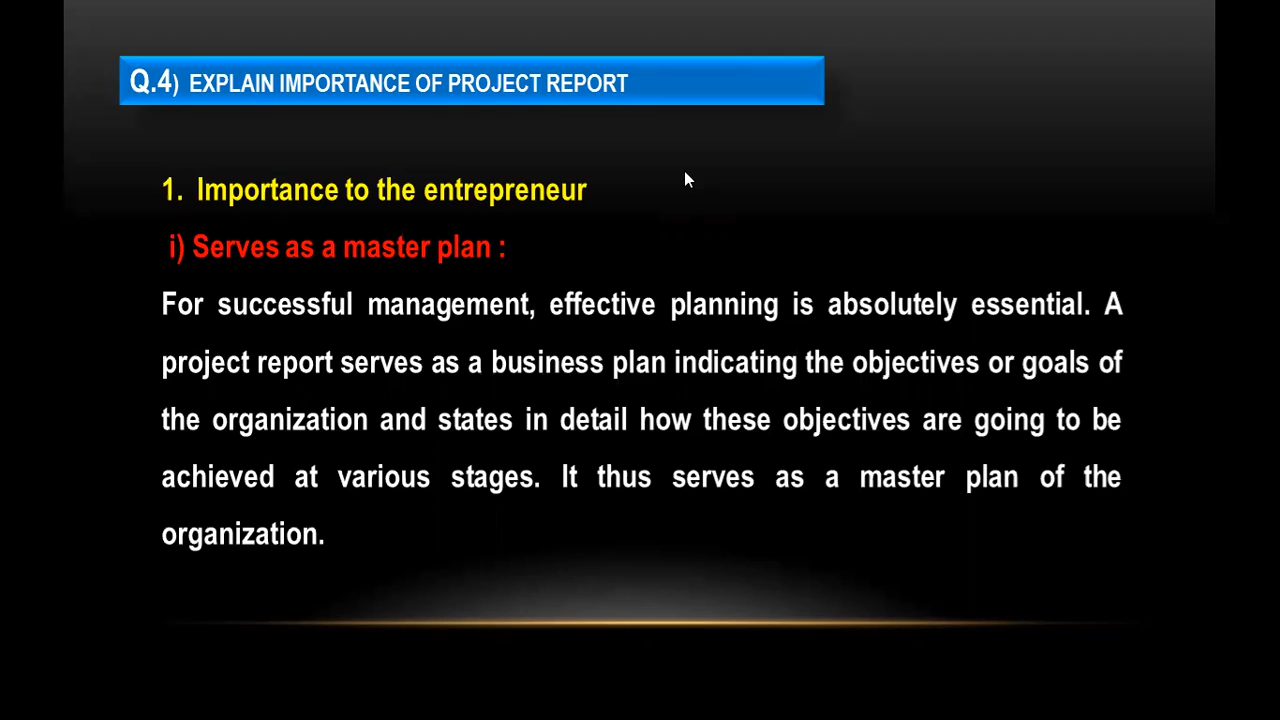 Q.4) EXPLAIN IMPORTANCE OF PROJECT REPORT
1. Importance to the entrepreneur
i) Serves as a master plan :
For successful management, effective planning is absolutely essential. A
project report serves as a business plan indicating the objectives or goals of
the organization and states in detail how these objectives are going to be
achieved at various stages. It thus serves as a master plan of the
organization.